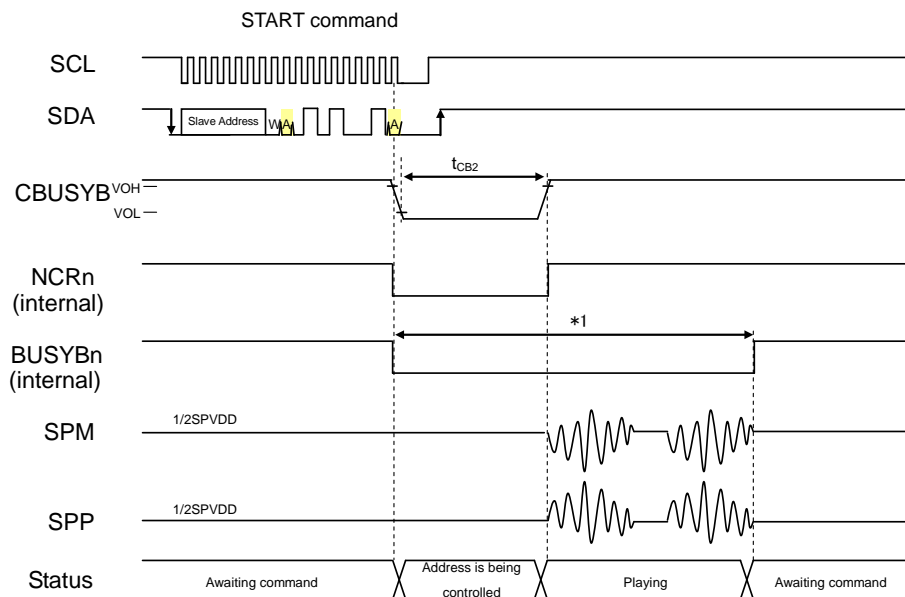 START command
SCL
SDA
Slave Address
W
A
A
tCB2
CBUSYB
VOH
VOL
NCRn
(internal)
*1
BUSYBn
(internal)
1/2SPVDD
SPM
1/2SPVDD
SPP
Status
Awaiting command
Address is being
controlled
Playing
Awaiting command